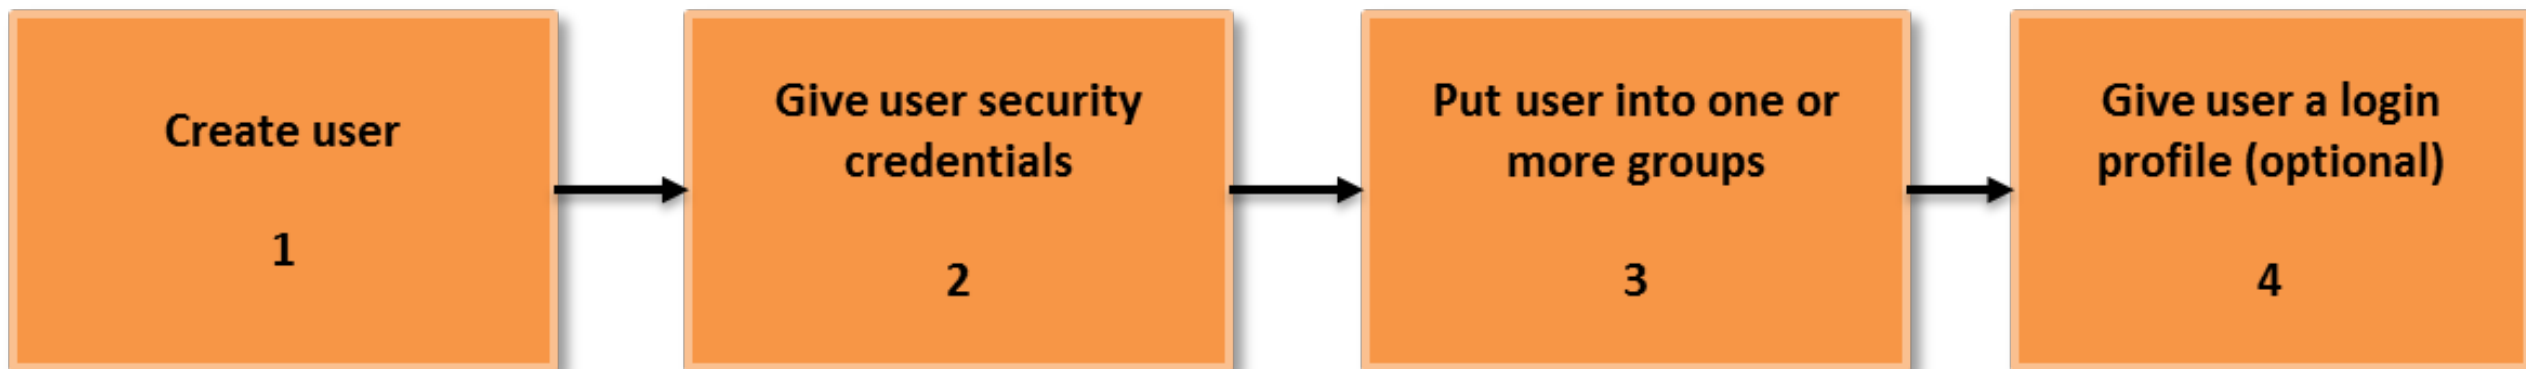 Create user
1
Give user security
credentials
2
Put user into one or
more groups
3
Give user a login
profile (optional)
4